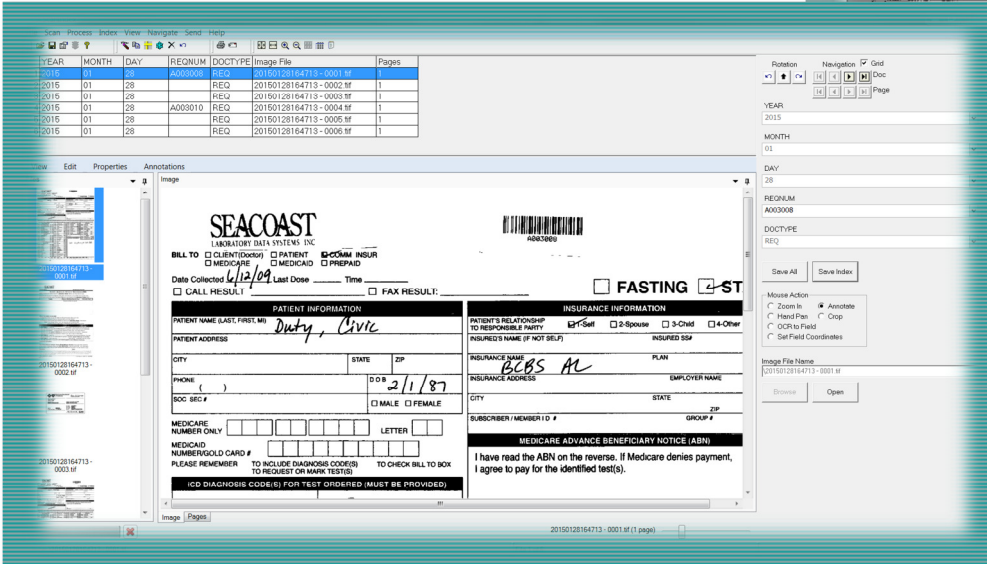 Scan Process Index View Navigate Send Help
YEAR MONTH DAY REQNUM DOCTYPE Image File Pages
2015 01 28 A003008 REQ 20150128164713 - 0001.tif 1
2015 01 28 REQ 20150128164713 - 0002.tif 1
2015 01 28 REQ 20150128164713 - 0003.tif 1
2015 01 28 A003010 REQ 20150128164713 - 0004.tif 1
2015 01 28 REQ 20150128164713 - 0005.tif 1
2015 01 28 REQ 20150128164713 - 0006.tif 1
Rotation Navigation Grid
Doc
Page
YEAR
2015
MONTH
01
DAY
28
REQNUM
A003008
DOCTYPE
REQ
Save All Save Index
Mouse Action
Zoom In Annotate
Hand Pan Crop
OCR to Field
Set Field Coordinates
Image File Name
\20150128164713 - 0001.tif
Browse Open
Edit Properties Annotations
Image
20150128164713 -
0001.tif
20150128164713 -
0002.tif
20150128164713 -
0003.tif
SEACOAST
LABORATORY DATA SYSTEMS INC
A003008
BILL TO CLIENT(Doctor) PATIENT COMM INSUR
MEDICARE MEDICAID PREPAID
Date Collected 6/12/09 Last Dose Time
CALL RESULT FAX RESULT: FASTING ST
PATIENT INFORMATION INSURANCE INFORMATION
PATIENT NAME (LAST, FIRST, MI) Duty, Civic
PATIENT'S RELATIONSHIP
TO RESPONSIBLE PARTY 1-Self 2-Spouse 3-Child 4-Other
PATIENT ADDRESS INSURED'S NAME (IF NOT SELF) INSURED SS#
CITY STATE ZIP INSURANCE NAME PLAN
BCBS AL
PHONE ( ) DOB 2/1/87 INSURANCE ADDRESS EMPLOYER NAME
SOC SEC # MALE FEMALE CITY STATE ZIP
SUBSCRIBER / MEMBER I D # GROUP #
MEDICARE
NUMBER ONLY LETTER
MEDICAID
NUMBER/GOLD CARD #
MEDICARE ADVANCE BENEFICIARY NOTICE (ABN)
I have read the ABN on the reverse. If Medicare denies payment,
I agree to pay for the identified test(s).
PLEASE REMEMBER TO INCLUDE DIAGNOSIS CODE(S) TO CHECK BILL TO BOX
TO REQUEST OR MARK TEST(S)
ICD DIAGNOSIS CODE(S) FOR TEST ORDERED (MUST BE PROVIDED)
Image Pages
20150128164713 - 0001.tif (1 page)